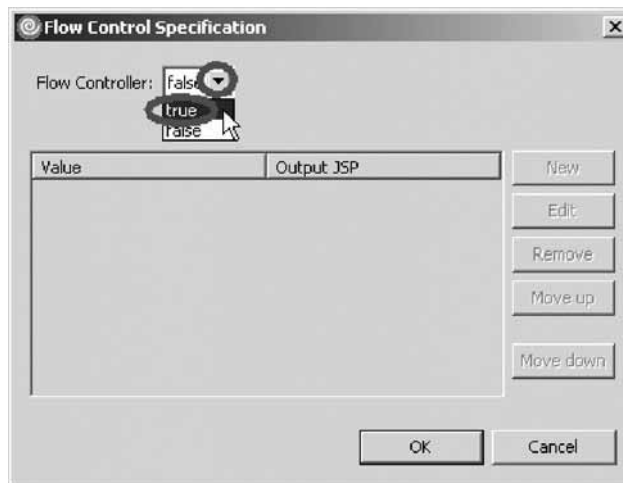 Flow Control Specification
Flow Controller: false
true
false
Value Output JSP
New
Edit
Remove
Move up
Move down
OK Cancel